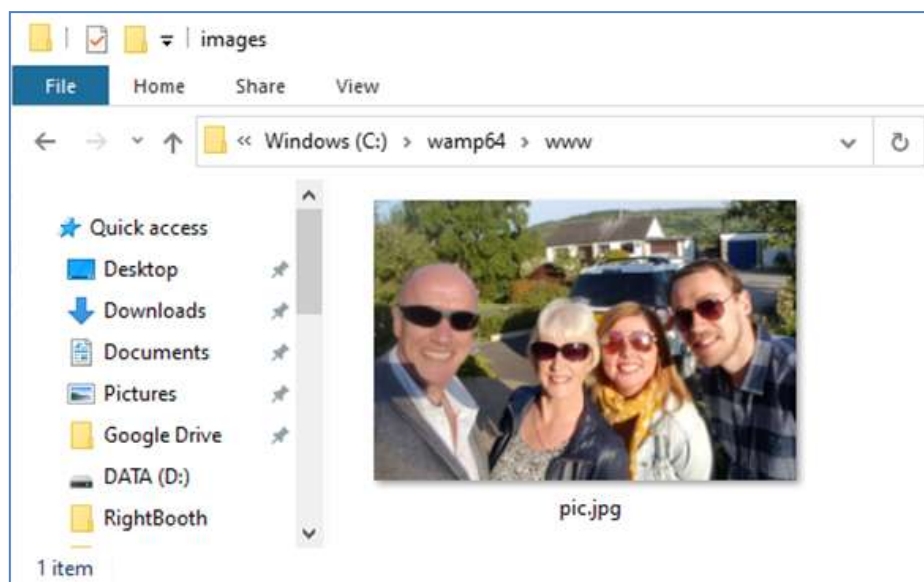 images
File Home Share View
« Windows (C:) › wamp64 › www
Quick access
Desktop
Downloads
Documents
Pictures
Google Drive
DATA (D:)
RightBooth
pic.jpg
1 item